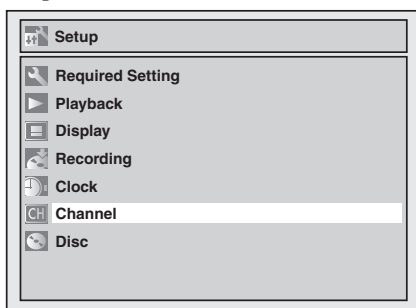 Setup
Required Setting
Playback
Display
Recording
Clock
CH Channel
Disc